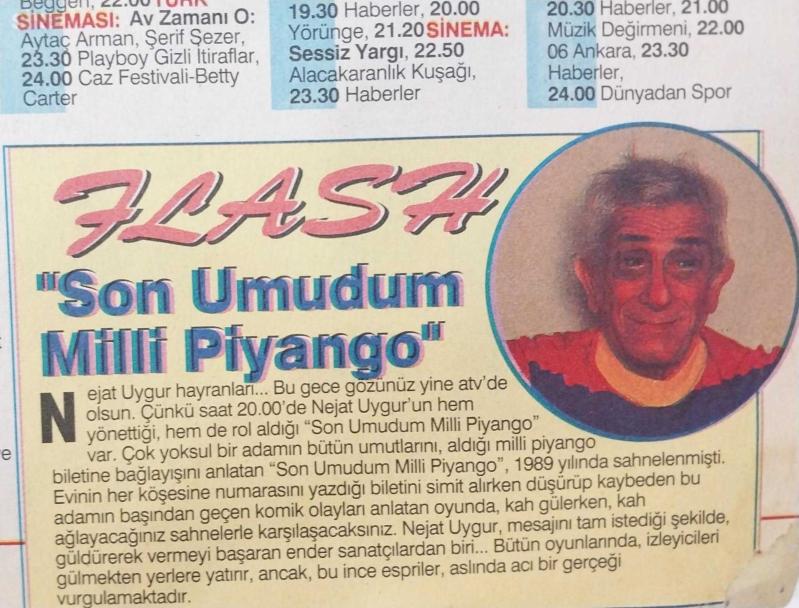 22.00 TÜRK
SİNEMASI: Av Zamanı O:
Aytaç Arman, Şerif Sezer,
23.30 Playboy Gizli Itiraflar,
24.00 Caz Festivali-Betty
Carter
19.30 Haberler, 20.00
Yörünge, 21.20 SİNEMA:
Sessiz Yargı, 22.50
Alacakaranlık Kuşağı,
23.30 Haberler
20.30 Haberler, 21.00
Müzik Değirmeni, 22.00
06 Ankara, 23.30
Haberler,
24.00 Dünyadan Spor
FLASH
"Son Umudum
Milli Piyango"
Nejat Uygur hayranları... Bu gece gözünüz yine atv'de
olsun. Çünkü saat 20.00'de Nejat Uygur'un hem
yönettiği, hem de rol aldığı “Son Umudum Milli Piyango”
var. Çok yoksul bir adamın bütün umutlarını, aldığı milli piyango
biletine bağlayışını anlatan “Son Umudum Milli Piyango”, 1989 yılında sahnelenmişti.
Evinin her köşesine numarasını yazdığı biletini simit alırken düşürüp kaybeden bu
adamın başından geçen komik olayları anlatan oyunda, kah gülerken, kah
ağlayacağınız sahnelerle karşılaşacaksınız. Nejat Uygur, mesajını tam istediği şekilde,
güldürerek vermeyi başaran ender sanatçılardan biri... Bütün oyunlarında, izleyicileri
gülmekten yerlere yatırır, ancak, bu ince espriler, aslında acı bir gerçeği
vurgulamaktadır.